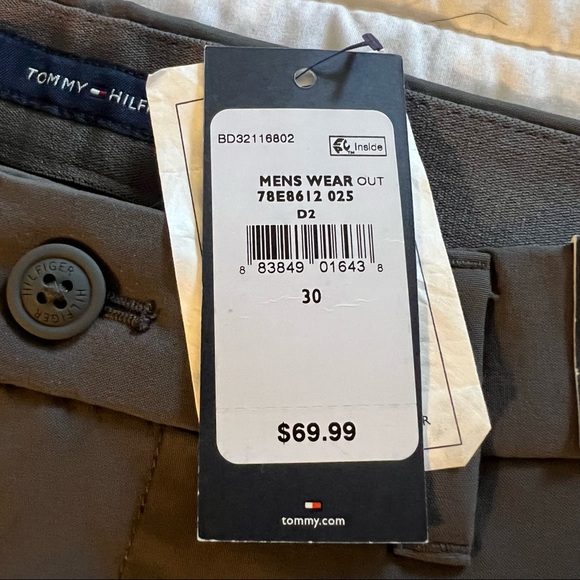 TOMMY HILF
BD32116802
Inside
MENS WEAR OUT
78E8612 025
D2
8 83849 01643 8
30
$69.99
tommy.com
HILFIGER HILFIGER
R